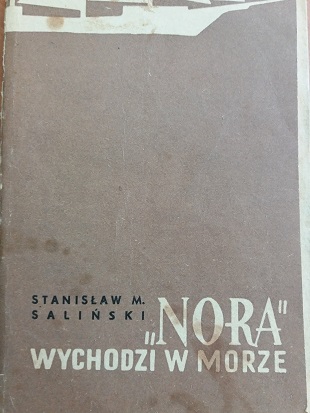 STANISŁAW M.
SALIŃSKI
„NORA"
WYCHODZI W MORZE